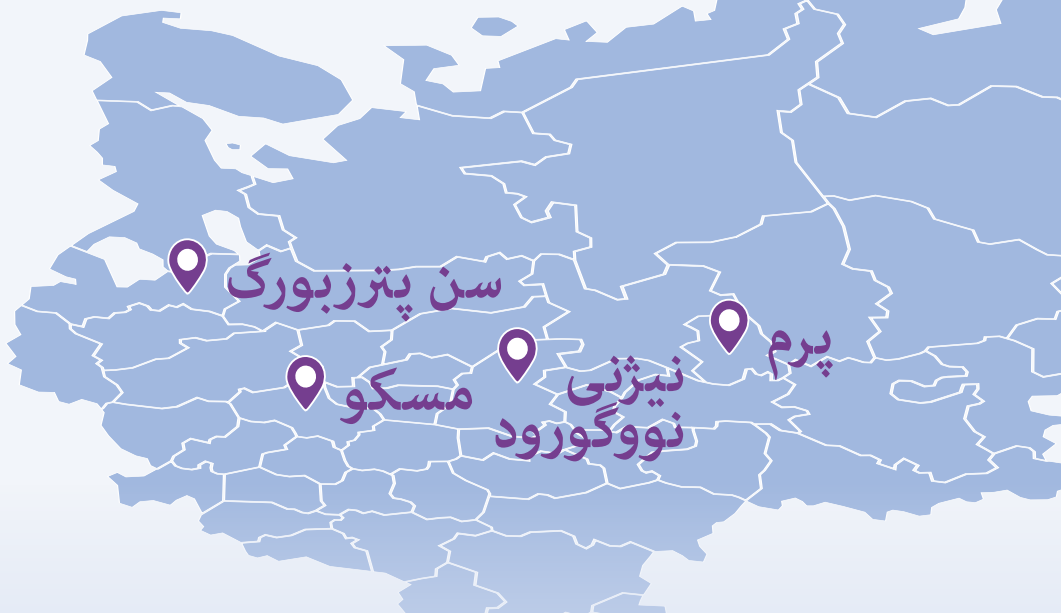 سن پترزبورگ
پرم
نیژنی
نووگورود
مسکو